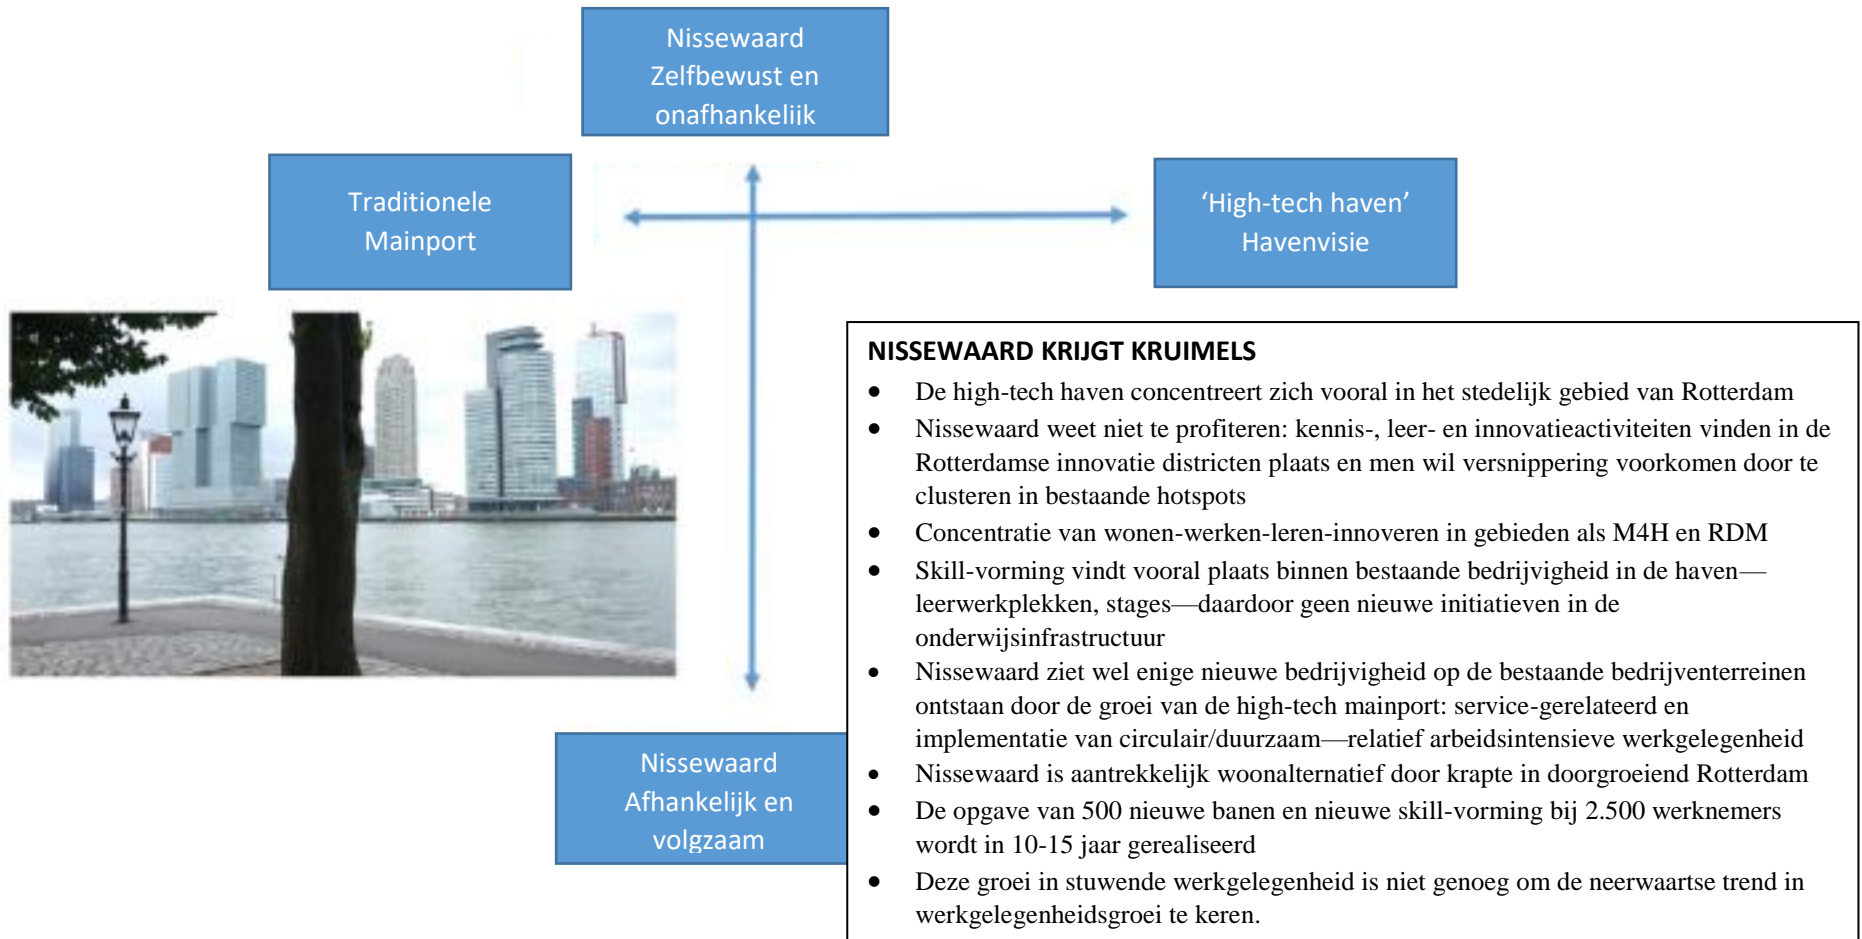 Nissewaard
Zelfbewust en
onafhankelijk
Traditionele
Mainport
‘High-tech haven’
Havenvisie
NISSEWAARD KRIJGT KRUIMELS
• De high-tech haven concentreert zich vooral in het stedelijk gebied van Rotterdam
• Nissewaard weet niet te profiteren: kennis-, leer- en innovatieactiviteiten vinden in de
Rotterdamse innovatie districten plaats en men wil versnippering voorkomen door te
clusteren in bestaande hotspots
• Concentratie van wonen-werken-leren-innoveren in gebieden als M4H en RDM
• Skill-vorming vindt vooral plaats binnen bestaande bedrijvigheid in de haven—
leerwerkplekken, stages—daardoor geen nieuwe initiatieven in de
onderwijsinfrastructuur
• Nissewaard ziet wel enige nieuwe bedrijvigheid op de bestaande bedrijventerreinen
ontstaan door de groei van de high-tech mainport: service-gerelateerd en
implementatie van circulair/duurzaam—relatief arbeidsintensieve werkgelegenheid
• Nissewaard is aantrekkelijk woonalternatief door krapte in doorgroeiend Rotterdam
• De opgave van 500 nieuwe banen en nieuwe skill-vorming bij 2.500 werknemers
wordt in 10-15 jaar gerealiseerd
• Deze groei in stuwende werkgelegenheid is niet genoeg om de neerwaartse trend in
werkgelegenheidsgroei te keren.
Nissewaard
Afhankelijk en
volgzaam